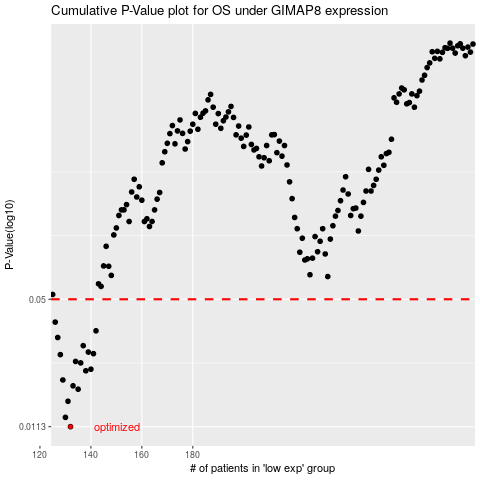 Cumulative P-Value plot for OS under GIMAP8 expression
P-Value(log10)
0.05
0.0113
optimized
120 140 160 180
# of patients in 'low exp' group